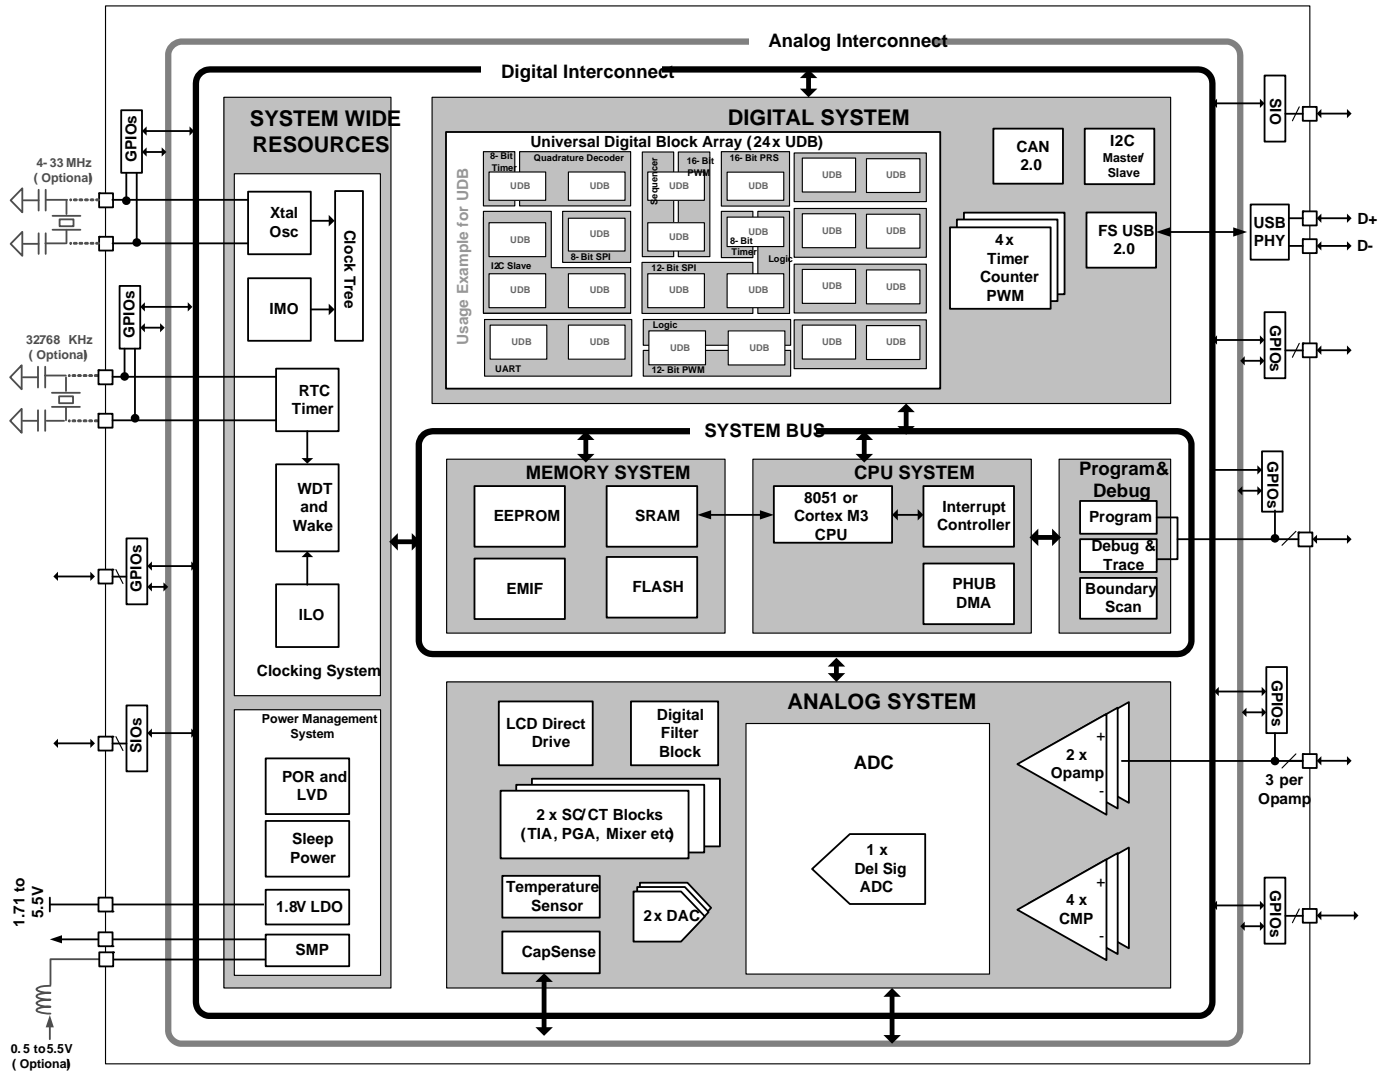 Analog Interconnect
Digital Interconnect
SYSTEM WIDE
RESOURCES
GPIOs
4- 33 MHz
( Optional)
Xtal
Osc
Clock Tree
IMO
GPIOs
32768 KHz
( Optional)
RTC
Timer
WDT
and
Wake
GPIOs
ILO
Clocking System
SIOs
Power Management
System
POR and
LVD
Sleep
Power
1.71 to
5.5V
1.8V LDO
SMP
0. 5 to5.5V
( Optional)
DIGITAL SYSTEM
Universal Digital Block Array (24x UDB)
Usage Example for UDB
8- Bit
Timer
Quadrature Decoder
Sequencer
16- Bit
PWM
16- Bit PRS
UDB
UDB
UDB
UDB
UDB
UDB
UDB
UDB
UDB
UDB
UDB
I2C Slave
8- Bit SPI
8- Bit
Timer
Logic
12- Bit SPI
UDB
UDB
UDB
UDB
UDB
UDB
UDB
UDB
UDB
UDB
UDB
UDB
UDB
Logic
UART
12- Bit PWM
CAN
2.0
I2C
Master/
Slave
4 x
Timer
Counter
PWM
FS USB
2.0
SIO
USB
PHY
D+
D-
GPIOs
SYSTEM BUS
MEMORY SYSTEM
EEPROM
SRAM
EMIF
FLASH
CPU SYSTEM
8051 or
Cortex M3
CPU
Interrupt
Controller
PHUB
DMA
Program&
Debug
Program
Debug &
Trace
Boundary
Scan
GPIOs
ANALOG SYSTEM
LCD Direct
Drive
Digital
Filter
Block
ADC
2 x
Opamp
+
-
GPIOs
3 per
Opamp
2 x SC/CT Blocks
(TIA, PGA, Mixer etc)
1 x
Del Sig
ADC
Temperature
Sensor
2 x DAC
4 x
CMP
+
-
CapSense
GPIOs